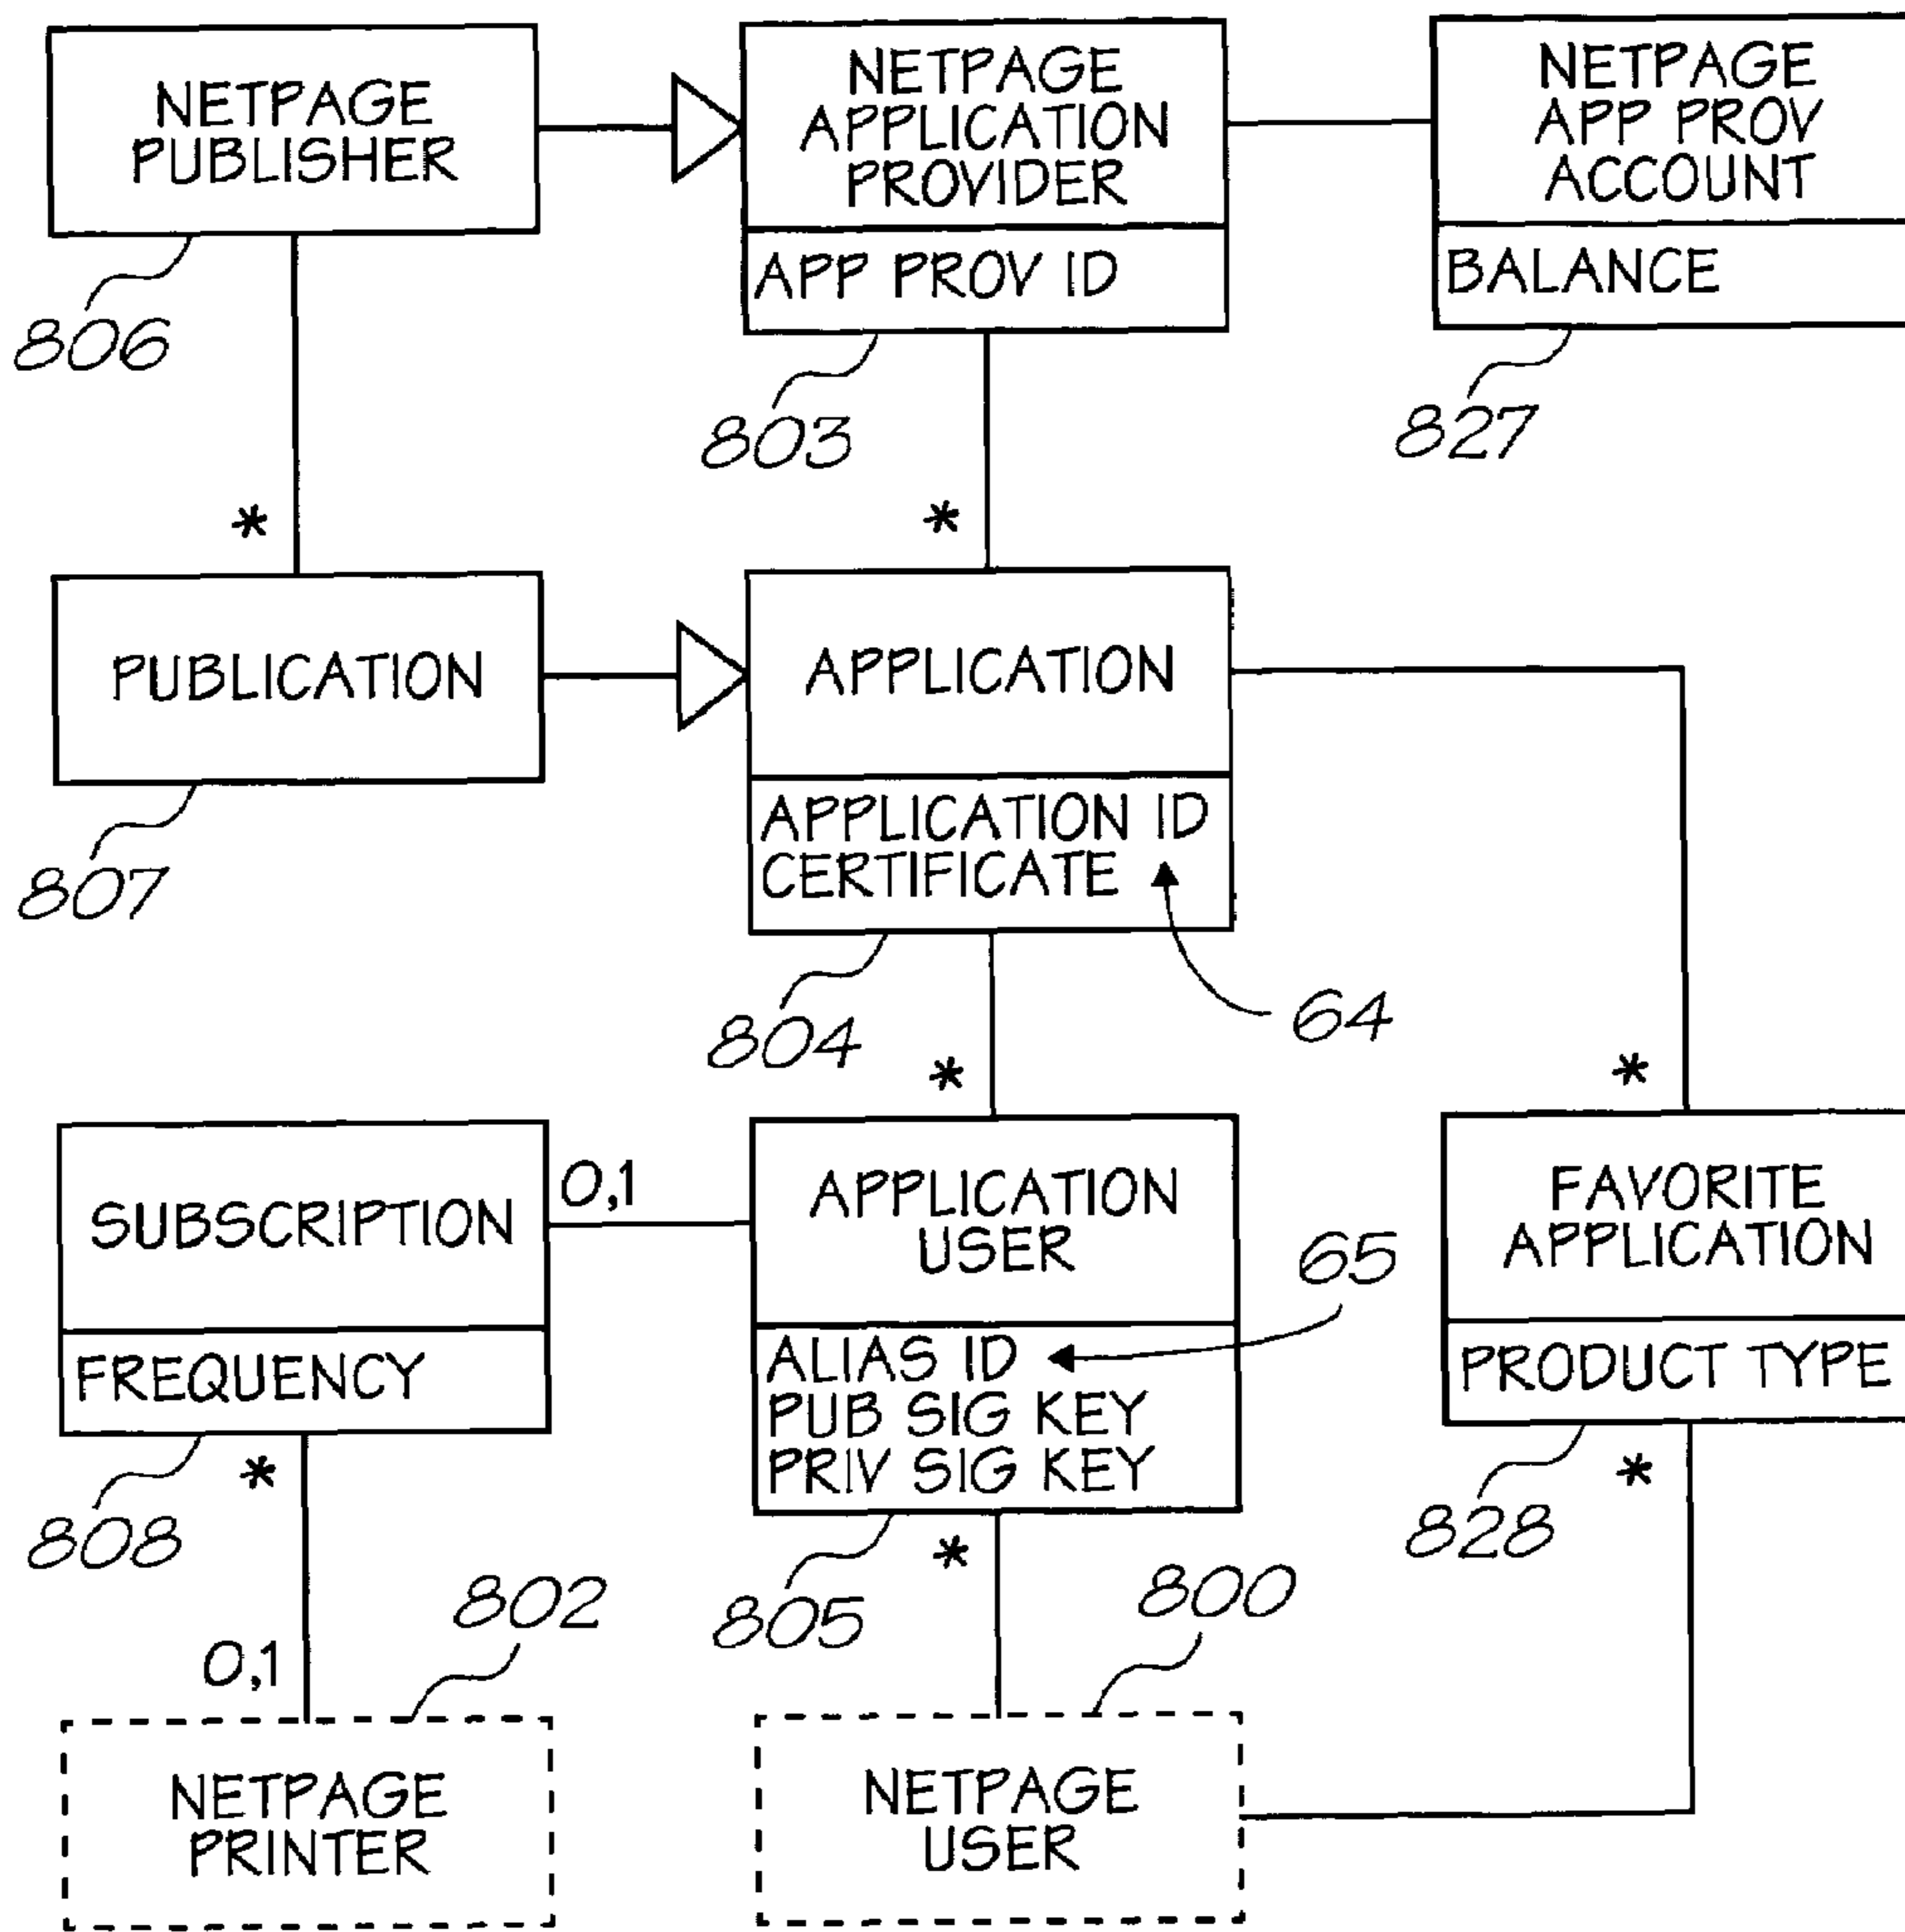 NETPAGE
PUBLISHER
NETPAGE
APPLICATION
PROVIDER
APP PROV ID
NETPAGE
APP PROV
ACCOUNT
BALANCE
806
803
827
*
*
PUBLICATION
APPLICATION
APPLICATION ID
CERTIFICATE
807
804
64
*
*
SUBSCRIPTION
FREQUENCY
0,1
APPLICATION
USER
ALIAS ID
PUB SIG KEY
PRIV SIG KEY
65
FAVORITE
APPLICATION
PRODUCT TYPE
808
*
805
*
828
*
802
800
0,1
NETPAGE
PRINTER
NETPAGE
USER